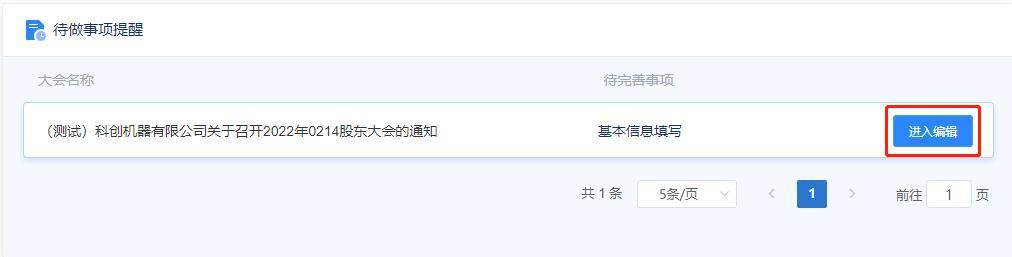 待做事项提醒
大会名称 待完善事项
（测试）科创机器有限公司关于召开2022年0214股东大会的通知 基本信息填写 进入编辑
共 1 条 5条/页 1 前往 1 页